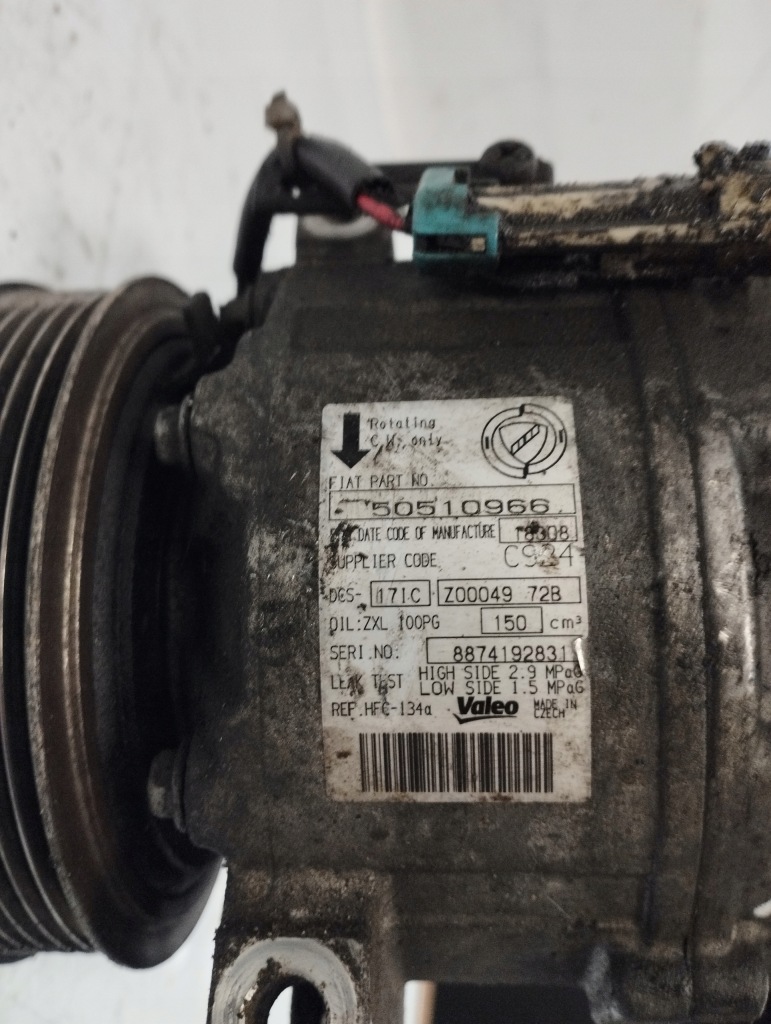 Rotating
C.W. only
FIAT PART NO.
50510966
DATE CODE OF MANUFACTURE
SUPPLIER CODE C924
DCS- 17IC Z00049 72B
OIL:ZXL 100PG 150 cm³
SERI.NO: 8874192831
LEAK TEST HIGH SIDE 2.9 MPaG
LOW SIDE 1.5 MPaG
REF.HFC-134a Valeo MADE IN
CZECH